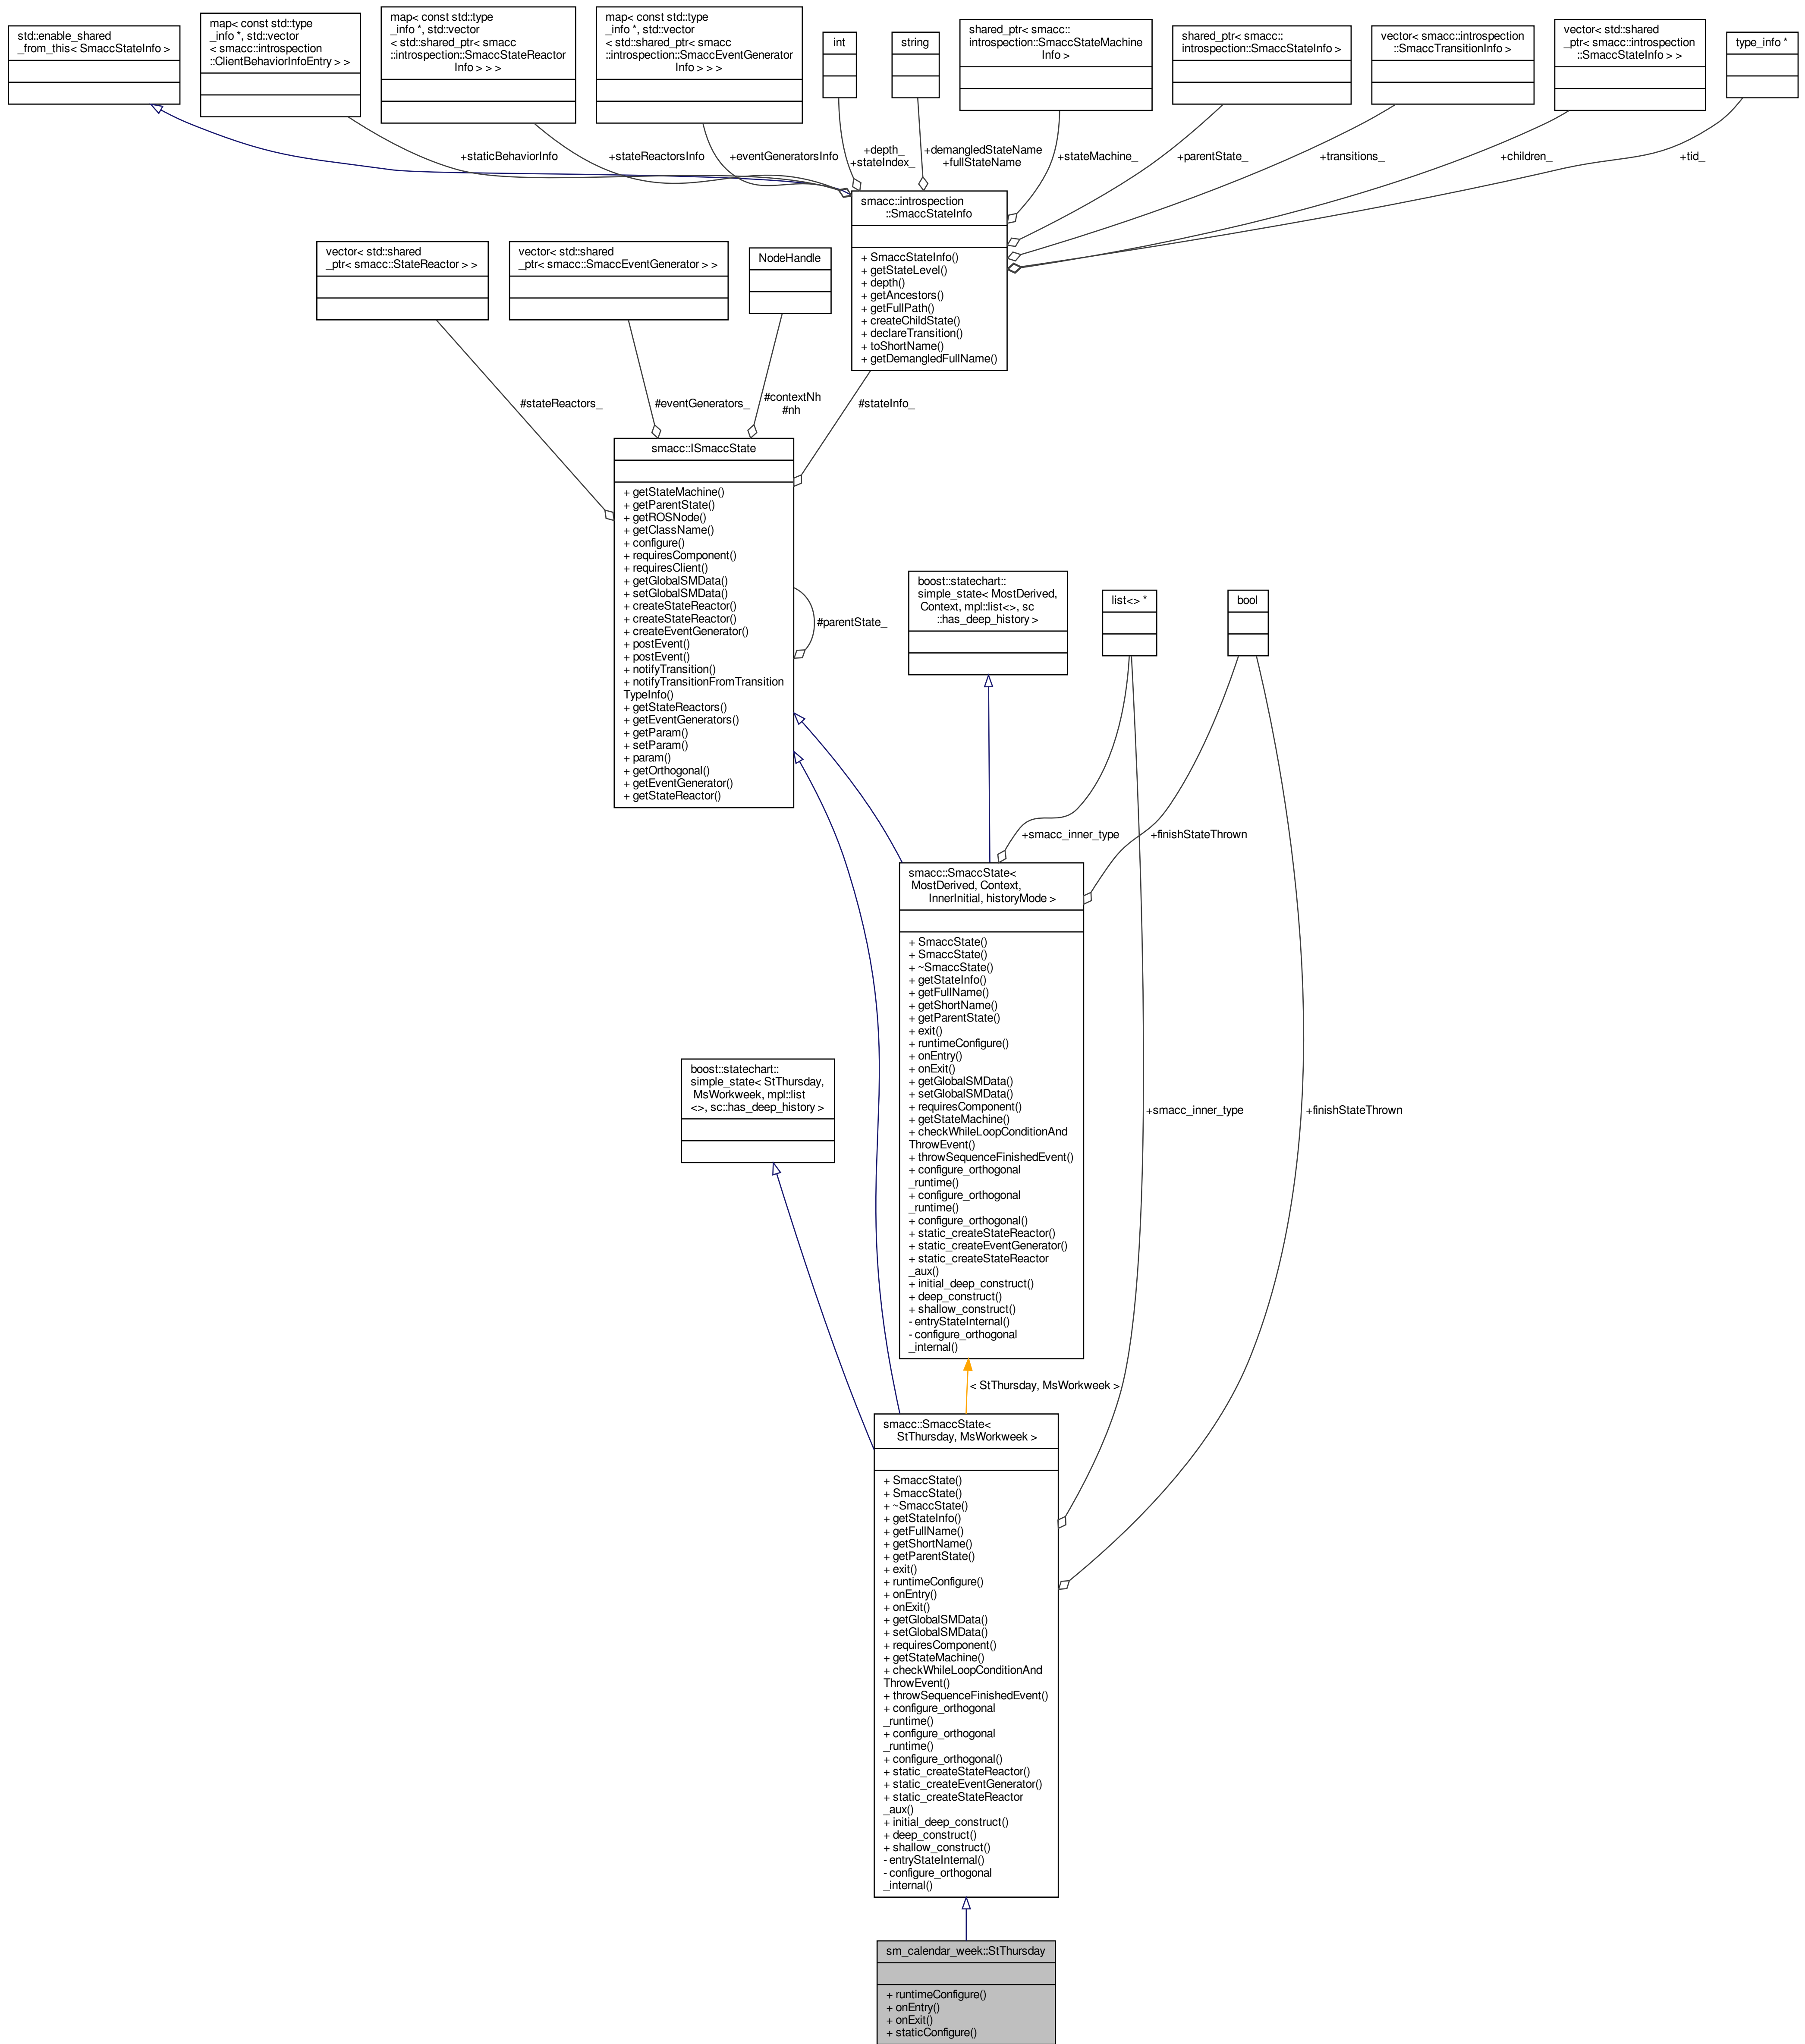 std::enable_shared
_from_this< SmaccStateInfo >
map< const std::type
_info *, std::vector
< smacc::introspection
::ClientBehaviorInfoEntry > >
map< const std::type
_info *, std::vector
< std::shared_ptr< smacc
::introspection::SmaccStateReactor
Info > > >
map< const std::type
_info *, std::vector
< std::shared_ptr< smacc
::introspection::SmaccEventGenerator
Info > > >
int
string
shared_ptr< smacc::
introspection::SmaccStateMachine
Info >
shared_ptr< smacc::
introspection::SmaccStateInfo >
vector< smacc::introspection
::SmaccTransitionInfo >
vector< std::shared
_ptr< smacc::introspection
::SmaccStateInfo > >
type_info *
+staticBehaviorInfo
+stateReactorsInfo
+eventGeneratorsInfo
+depth_
+stateIndex_
+demangledStateName
+fullStateName
+stateMachine_
+parentState_
+transitions_
+children_
+tid_
smacc::introspection
::SmaccStateInfo
+ SmaccStateInfo()
+ getStateLevel()
+ depth()
+ getAncestors()
+ getFullPath()
+ createChildState()
+ declareTransition()
+ toShortName()
+ getDemangledFullName()
vector< std::shared
_ptr< smacc::StateReactor > >
vector< std::shared
_ptr< smacc::SmaccEventGenerator > >
NodeHandle
#stateReactors_
#eventGenerators_
#contextNh
#nh
#stateInfo_
smacc::ISmaccState
+ getStateMachine()
+ getParentState()
+ getROSNode()
+ getClassName()
+ configure()
+ requiresComponent()
+ requiresClient()
+ getGlobalSMData()
+ setGlobalSMData()
+ createStateReactor()
+ createStateReactor()
+ createEventGenerator()
+ postEvent()
+ postEvent()
+ notifyTransition()
+ notifyTransitionFromTransition
TypeInfo()
+ getStateReactors()
+ getEventGenerators()
+ getParam()
+ setParam()
+ param()
+ getOrthogonal()
+ getEventGenerator()
+ getStateReactor()
#parentState_
boost::statechart::
simple_state< MostDerived,
Context, mpl::list<>, sc
::has_deep_history >
list<> *
bool
+smacc_inner_type
+finishStateThrown
smacc::SmaccState<
MostDerived, Context,
InnerInitial, historyMode >
+ SmaccState()
+ SmaccState()
+ ~SmaccState()
+ getStateInfo()
+ getFullName()
+ getShortName()
+ getParentState()
+ exit()
+ runtimeConfigure()
+ onEntry()
+ onExit()
+ getGlobalSMData()
+ setGlobalSMData()
+ requiresComponent()
+ getStateMachine()
+ checkWhileLoopConditionAnd
ThrowEvent()
+ throwSequenceFinishedEvent()
+ configure_orthogonal
_runtime()
+ configure_orthogonal
_runtime()
+ configure_orthogonal()
+ static_createStateReactor()
+ static_createEventGenerator()
+ static_createStateReactor
_aux()
+ initial_deep_construct()
+ deep_construct()
+ shallow_construct()
- entryStateInternal()
- configure_orthogonal
_internal()
boost::statechart::
simple_state< StThursday,
MsWorkweek, mpl::list
<>, sc::has_deep_history >
+smacc_inner_type
+finishStateThrown
< StThursday, MsWorkweek >
smacc::SmaccState<
StThursday, MsWorkweek >
+ SmaccState()
+ SmaccState()
+ ~SmaccState()
+ getStateInfo()
+ getFullName()
+ getShortName()
+ getParentState()
+ exit()
+ runtimeConfigure()
+ onEntry()
+ onExit()
+ getGlobalSMData()
+ setGlobalSMData()
+ requiresComponent()
+ getStateMachine()
+ checkWhileLoopConditionAnd
ThrowEvent()
+ throwSequenceFinishedEvent()
+ configure_orthogonal
_runtime()
+ configure_orthogonal
_runtime()
+ configure_orthogonal()
+ static_createStateReactor()
+ static_createEventGenerator()
+ static_createStateReactor
_aux()
+ initial_deep_construct()
+ deep_construct()
+ shallow_construct()
- entryStateInternal()
- configure_orthogonal
_internal()
sm_calendar_week::StThursday
+ runtimeConfigure()
+ onEntry()
+ onExit()
+ staticConfigure()